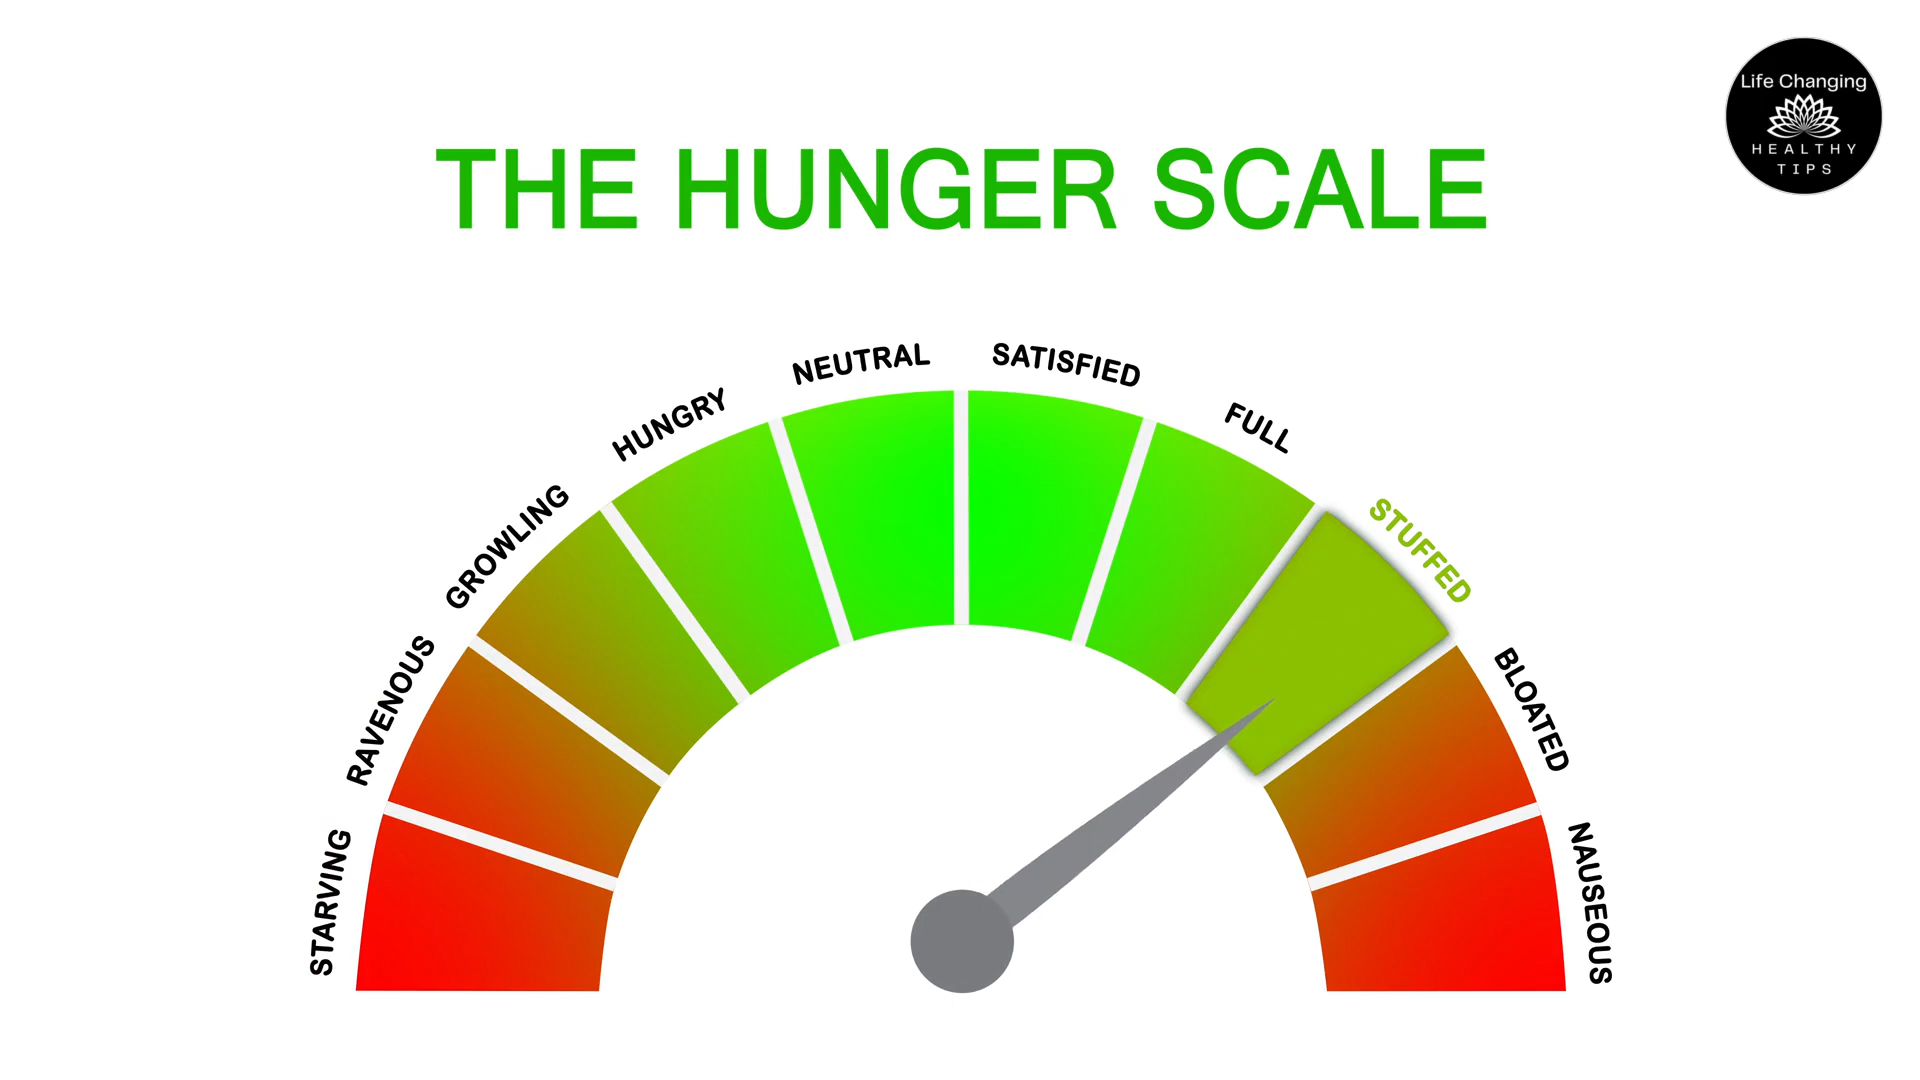 Life Changing
HEALTHY
TIPS
THE HUNGER SCALE
STARVING
RAVENOUS
GROWLING
HUNGRY
NEUTRAL
SATISFIED
FULL
STUFFED
BLOATED
NAUSEOUS